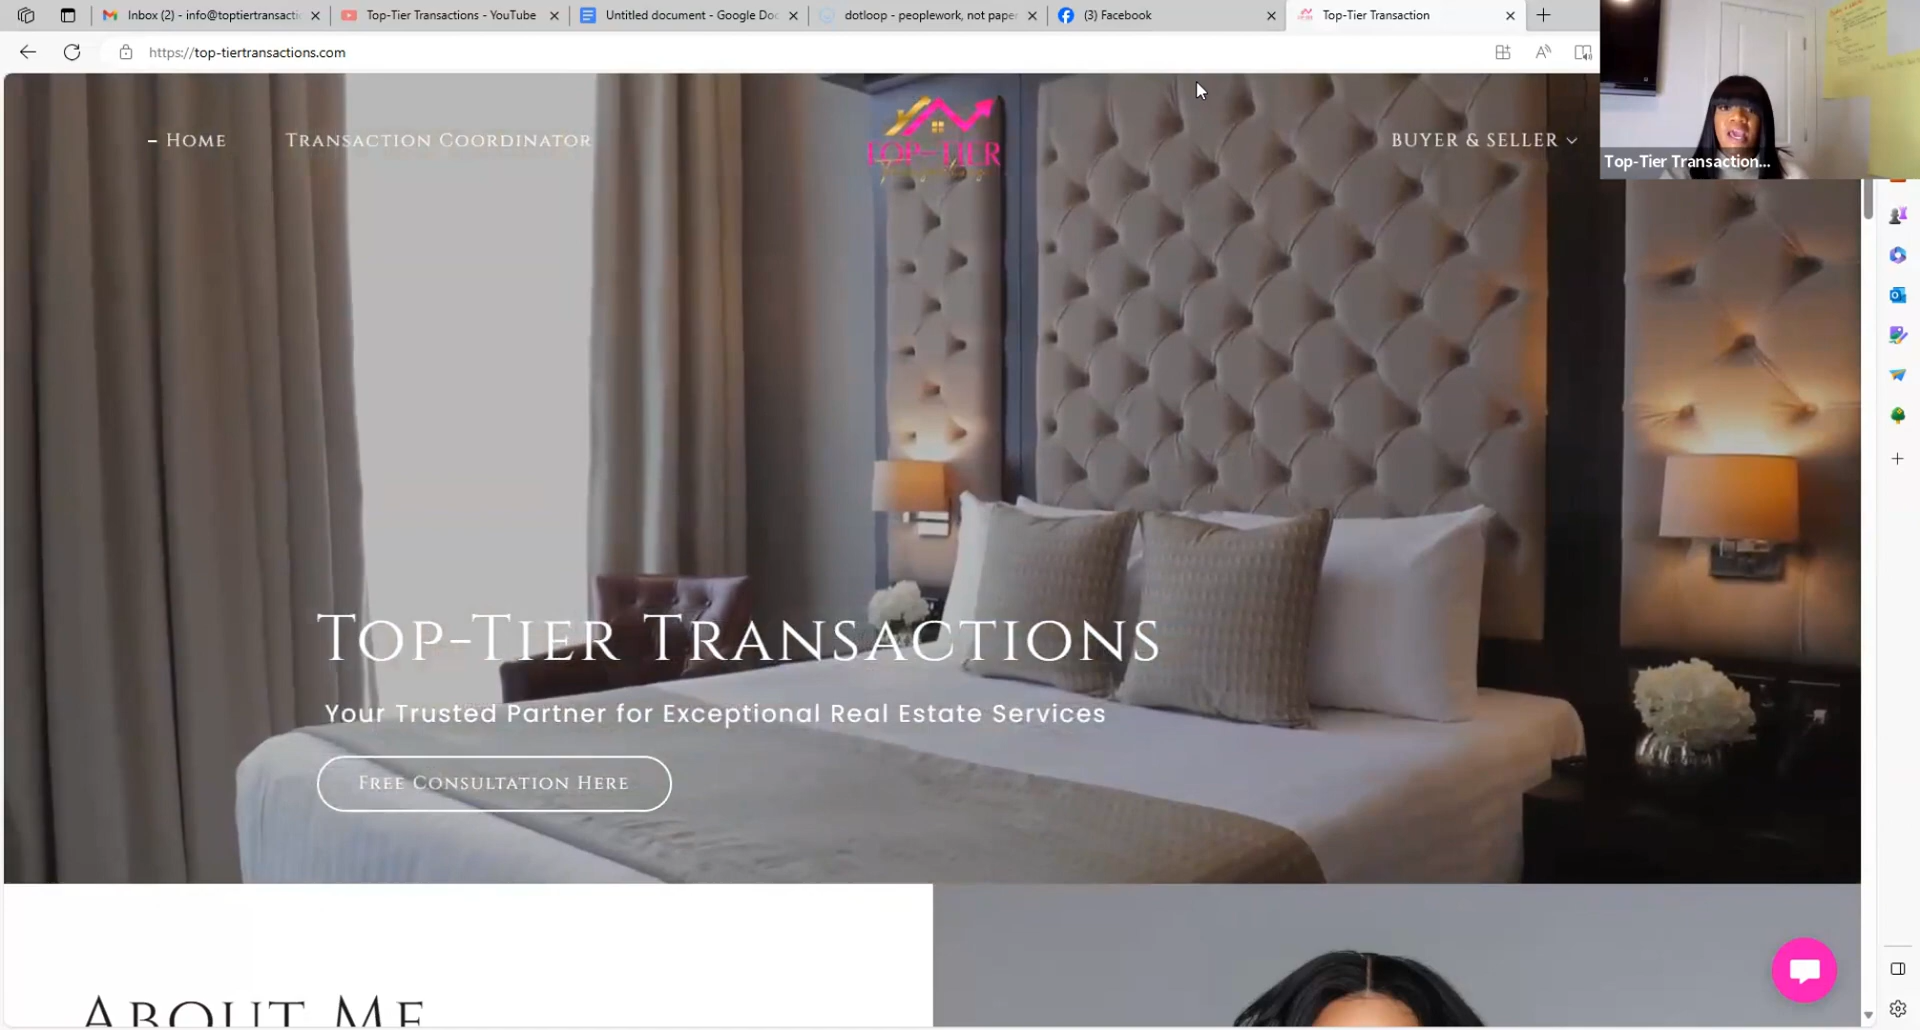 Inbox (2) - info@toptiertransacti
Top-Tier Transactions - YouTube
Untitled document - Google Doc
dotloop - peoplework, not paper
(3) Facebook
Top-Tier Transaction
https://top-tiertransactions.com
Home
Transaction Coordinator
TOP-TIER
BUYER & SELLER
Top-Tier Transaction...
Top-Tier Transactions
Your Trusted Partner for Exceptional Real Estate Services
Free Consultation Here
About Me